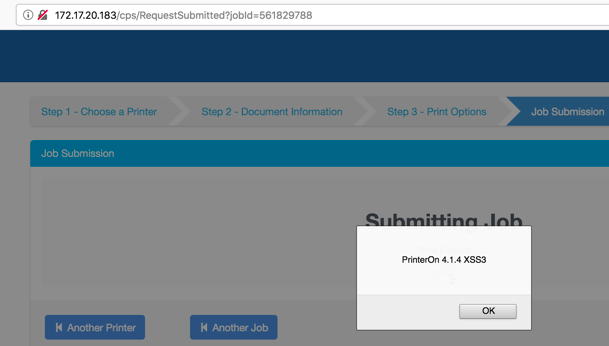 172.17.20.183/cps/RequestSubmitted?jobId=561829788
Step 1 - Choose a Printer
Step 2 - Document Information
Step 3 - Print Options
Job Submission
Job Submission
Submitting Job
PrinterOn 4.1.4 XSS3
OK
Another Printer
Another Job